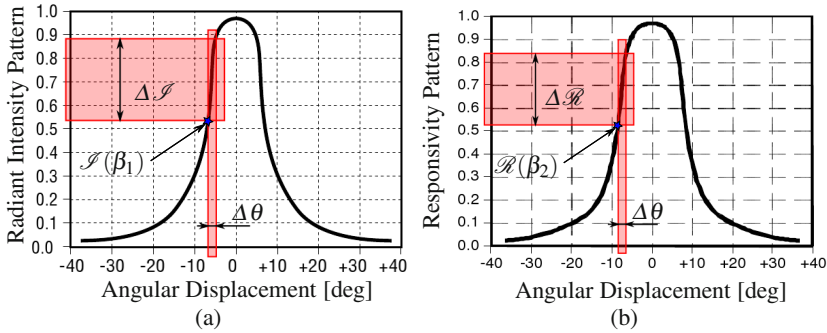 (a)
Radiant Intensity Pattern
1.0
0.9
0.8
0.7
0.6
0.5
0.4
0.3
0.2
0.1
0.0
Δℐ
ℐ(β₁)
Δθ
-40 -30 -20 -10 0 +10 +20 +30 +40
Angular Displacement [deg]
(a)
(b)
Responsivity Pattern
1.0
0.9
0.8
0.7
0.6
0.5
0.4
0.3
0.2
0.1
0.0
Δℛ
ℛ(β₂)
Δθ
-40 -30 -20 -10 0 +10 +20 +30 +40
Angular Displacement [deg]
(b)